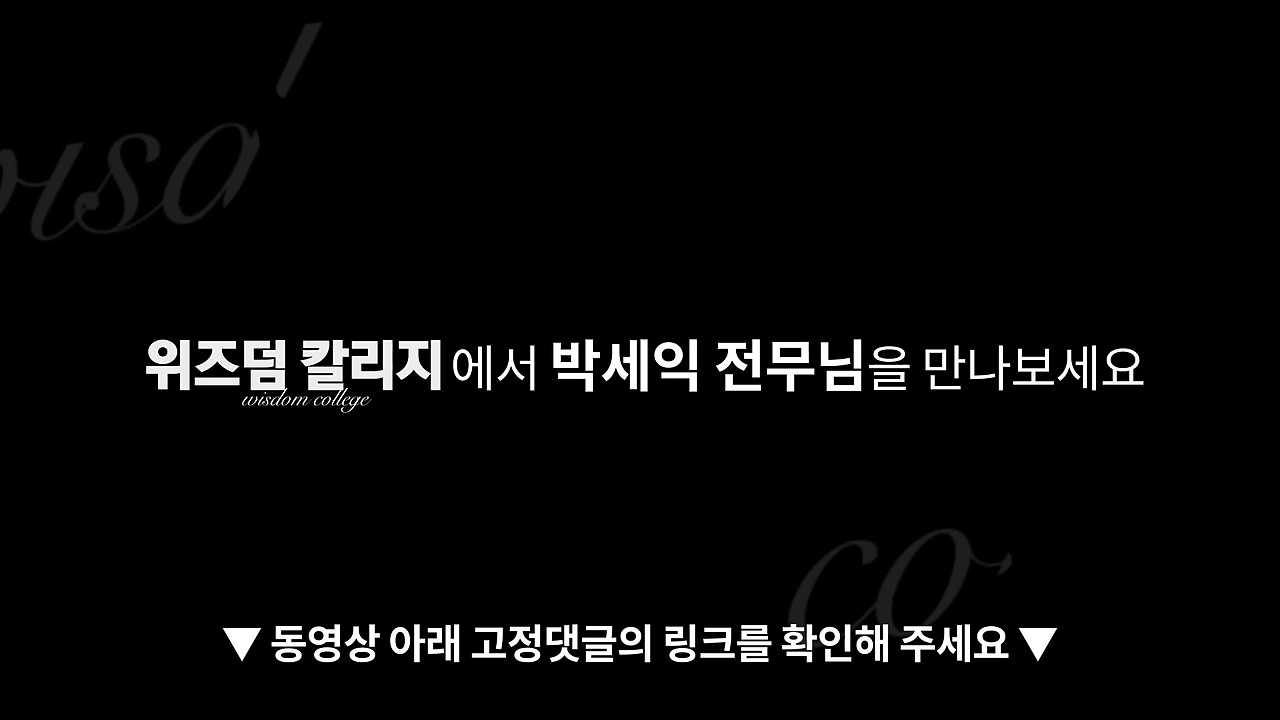 위즈덤 칼리지에서 박세익 전무님을 만나보세요
wisdom college
▼ 동영상 아래 고정댓글의 링크를 확인해 주세요 ▼